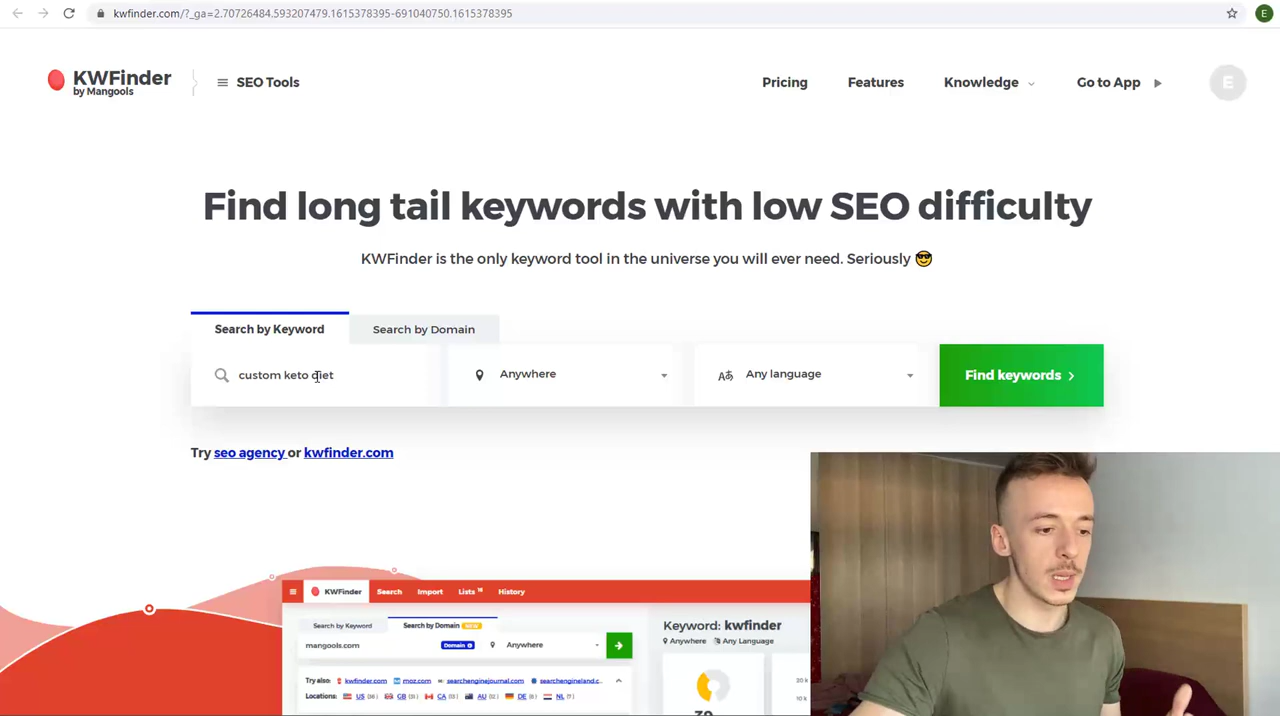 kwfinder.com/?_ga=2.70726484.593207479.1615378395-691040750.1615378395
E
KWFinder
by Mangools
SEO Tools
Pricing
Features
Knowledge
Go to App
E
Find long tail keywords with low SEO difficulty
KWFinder is the only keyword tool in the universe you will ever need. Seriously 😎
Search by Keyword
Search by Domain
custom keto diet
Anywhere
Any language
Find keywords
Try seo agency or kwfinder.com
KWFinder
Search
Import
Lists
History
Search by Keyword
Search by Domain NEW
Keyword: kwfinder
mangools.com
Domain
Anywhere
Anywhere
Any Language
Try also:
kwfinder.com
moz.com
searchenginejournal.com
searchengineland.c...
20 k
Locations:
US
GB
CA
AU
DE
NL
39
10 k